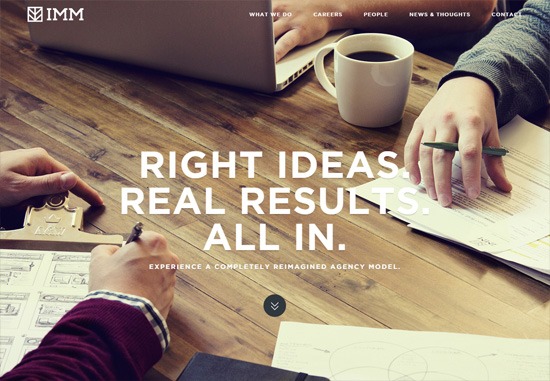 IMM
WHAT WE DO
CAREERS
PEOPLE
NEWS & THOUGHTS
CONTACT
RIGHT IDEAS.
REAL RESULTS.
ALL IN.
EXPERIENCE A COMPLETELY REIMAGINED AGENCY MODEL.